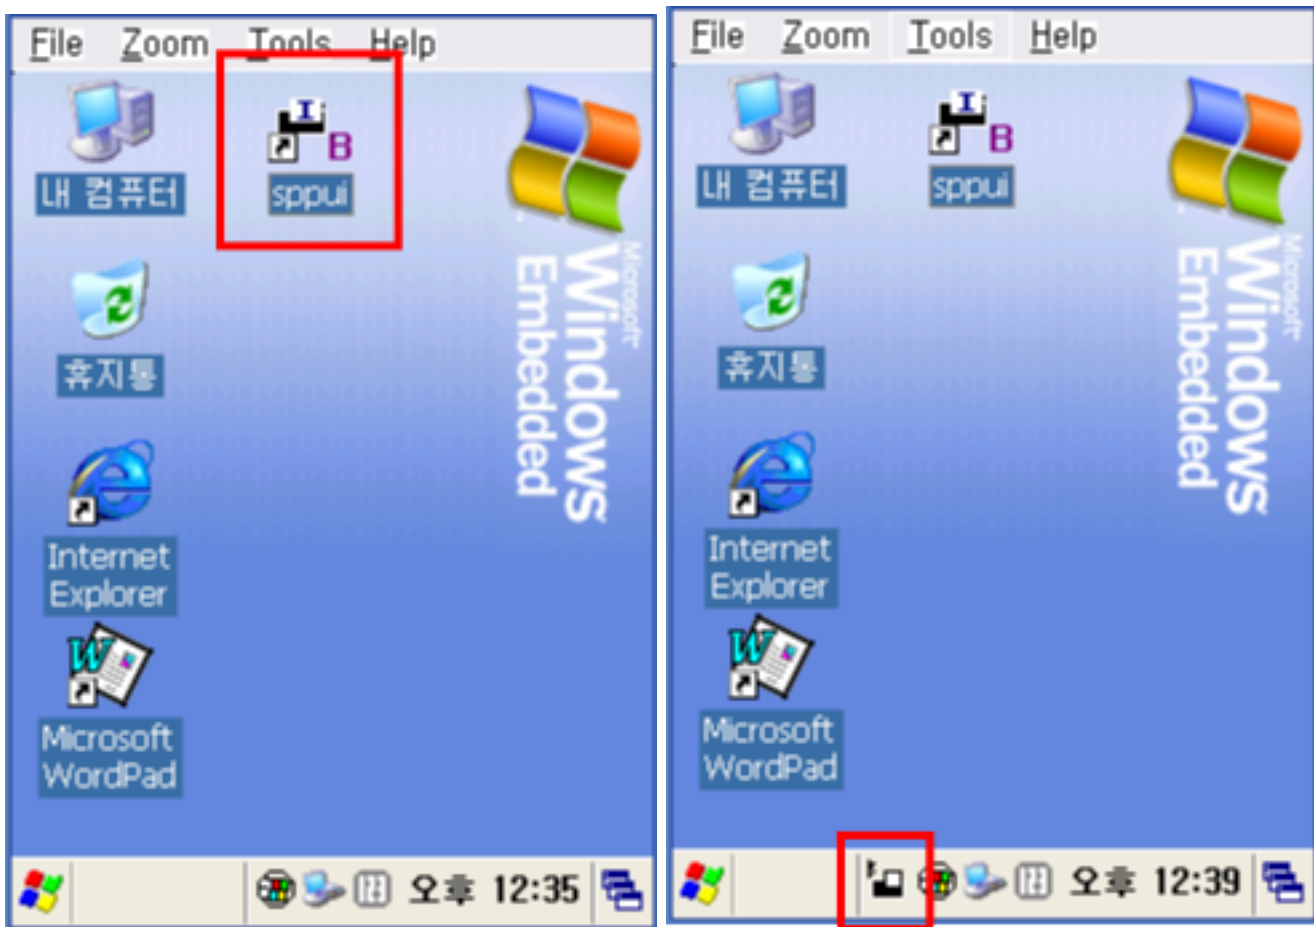 File Zoom Tools Help
내 컴퓨터
sppui
휴지통
Internet
Explorer
Microsoft
WordPad
Microsoft
Windows
Embedded
오후 12:35
File Zoom Tools Help
내 컴퓨터
sppui
휴지통
Internet
Explorer
Microsoft
WordPad
Microsoft
Windows
Embedded
오후 12:39